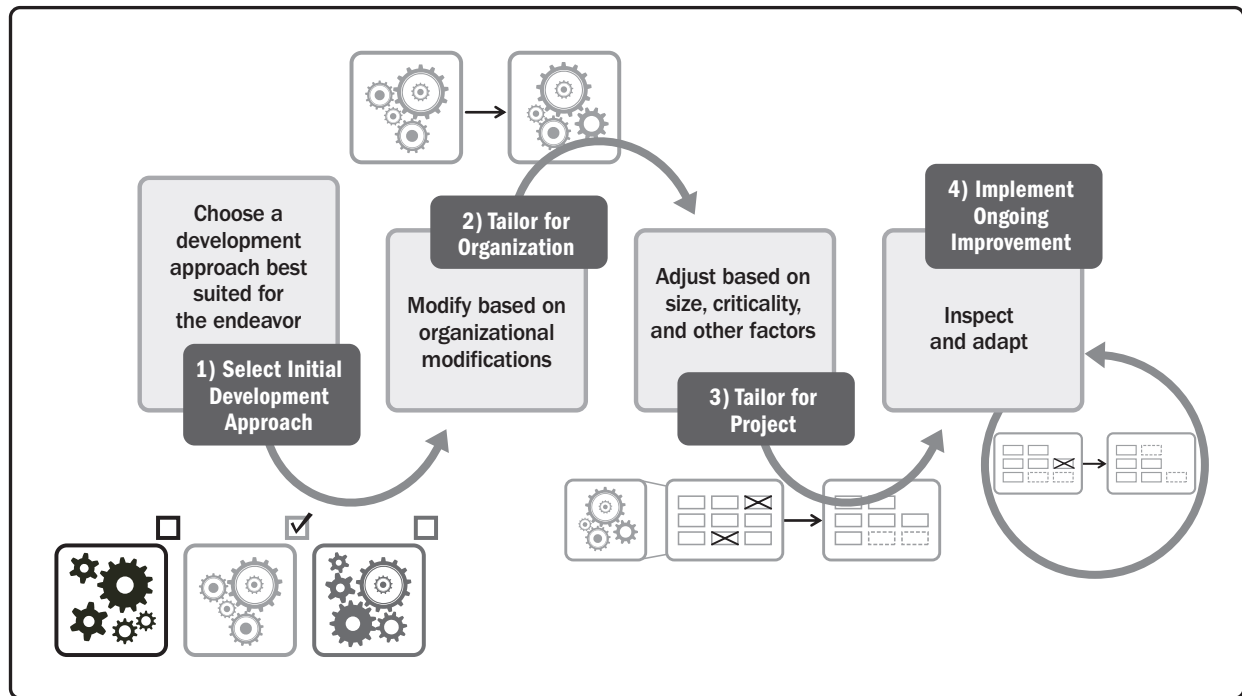 Choose a
development
approach best
suited for
the endeavor
1) Select Initial
Development
Approach
2) Tailor for
Organization
Modify based on
organizational
modifications
Adjust based on
size, criticality,
and other factors
3) Tailor for
Project
4) Implement
Ongoing
Improvement
Inspect
and adapt